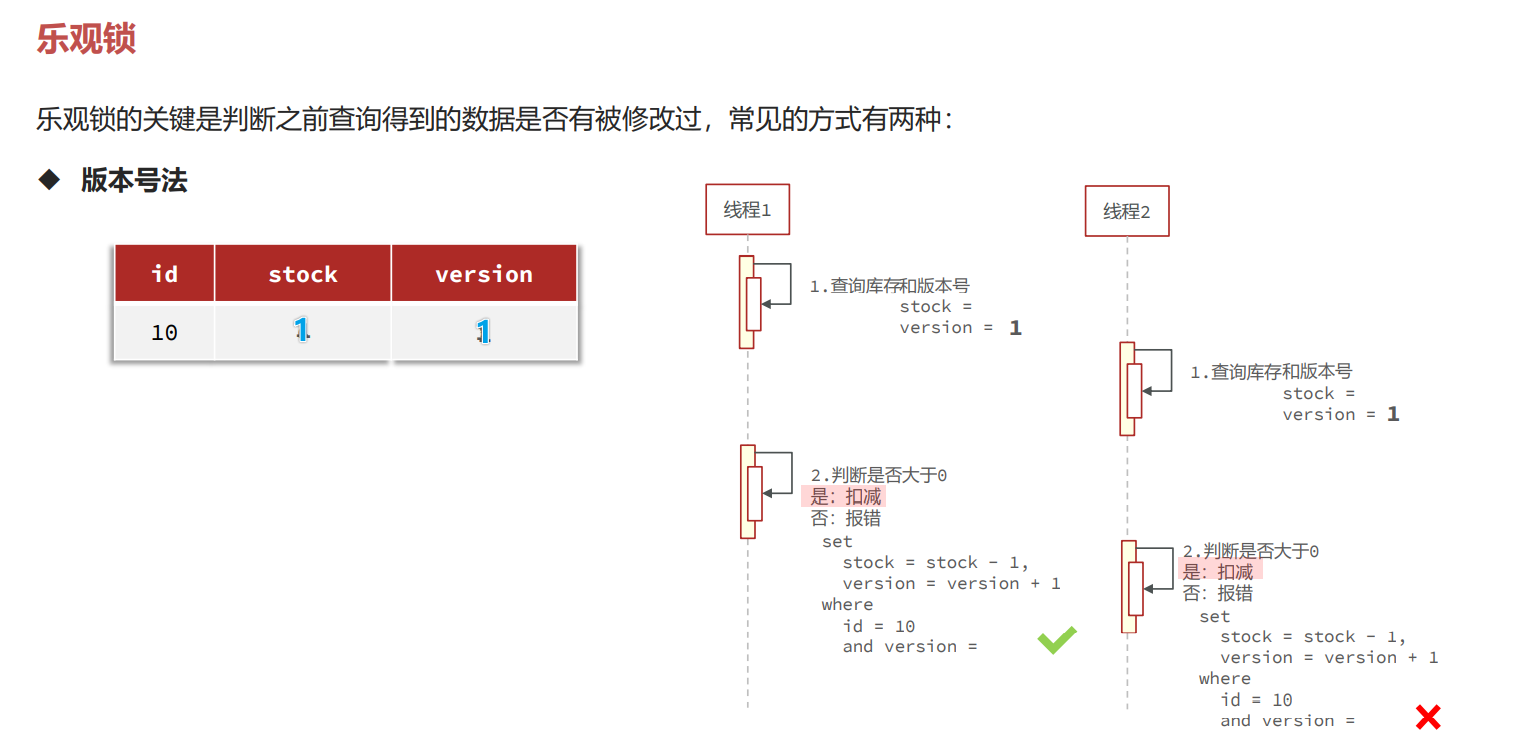 乐观锁
乐观锁的关键是判断之前查询得到的数据是否有被修改过，常见的方式有两种：
◆ 版本号法
id stock version
10 1 1
线程1
1.查询库存和版本号
stock =
version = 1
2.判断是否大于0
是：扣减
否：报错
set
stock = stock - 1,
version = version + 1
where
id = 10
and version =
线程2
1.查询库存和版本号
stock =
version = 1
2.判断是否大于0
是：扣减
否：报错
set
stock = stock - 1,
version = version + 1
where
id = 10
and version =